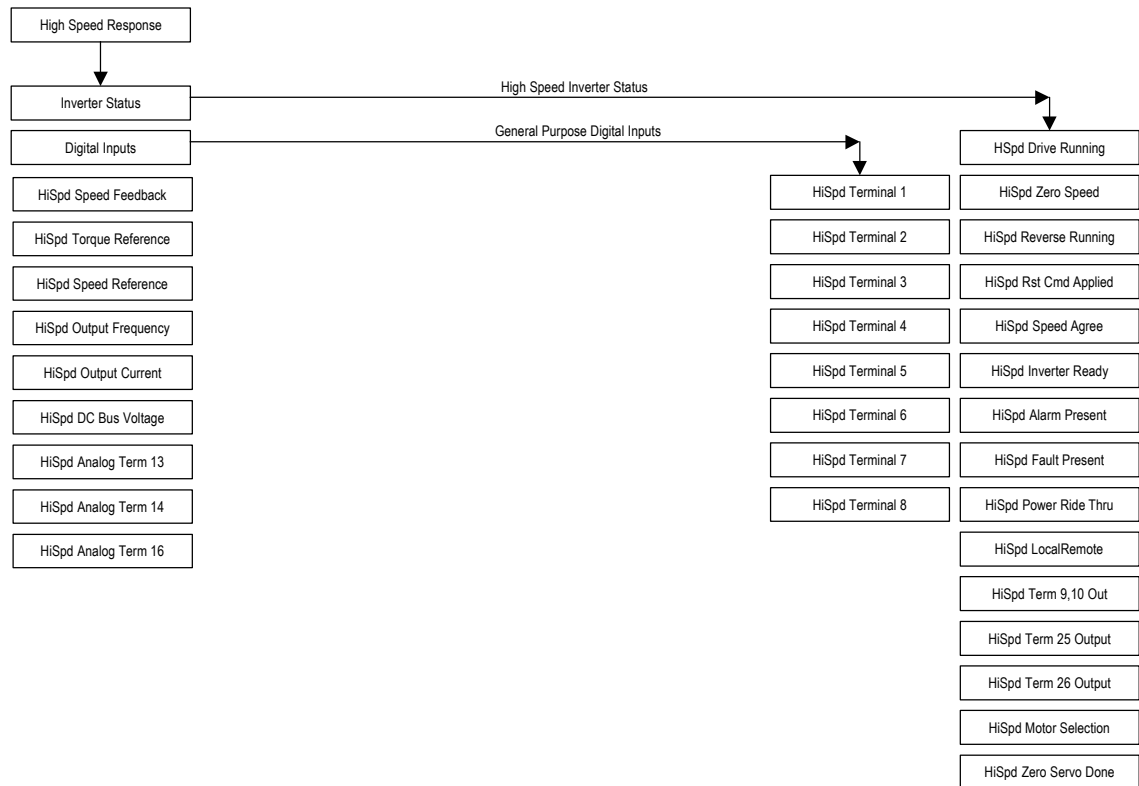 High Speed Response
Inverter Status
High Speed Inverter Status
Digital Inputs
General Purpose Digital Inputs
HiSpd Speed Feedback
HiSpd Torque Reference
HiSpd Speed Reference
HiSpd Output Frequency
HiSpd Output Current
HiSpd DC Bus Voltage
HiSpd Analog Term 13
HiSpd Analog Term 14
HiSpd Analog Term 16
HiSpd Terminal 1
HiSpd Terminal 2
HiSpd Terminal 3
HiSpd Terminal 4
HiSpd Terminal 5
HiSpd Terminal 6
HiSpd Terminal 7
HiSpd Terminal 8
HSpd Drive Running
HiSpd Zero Speed
HiSpd Reverse Running
HiSpd Rst Cmd Applied
HiSpd Speed Agree
HiSpd Inverter Ready
HiSpd Alarm Present
HiSpd Fault Present
HiSpd Power Ride Thru
HiSpd LocalRemote
HiSpd Term 9,10 Out
HiSpd Term 25 Output
HiSpd Term 26 Output
HiSpd Motor Selection
HiSpd Zero Servo Done